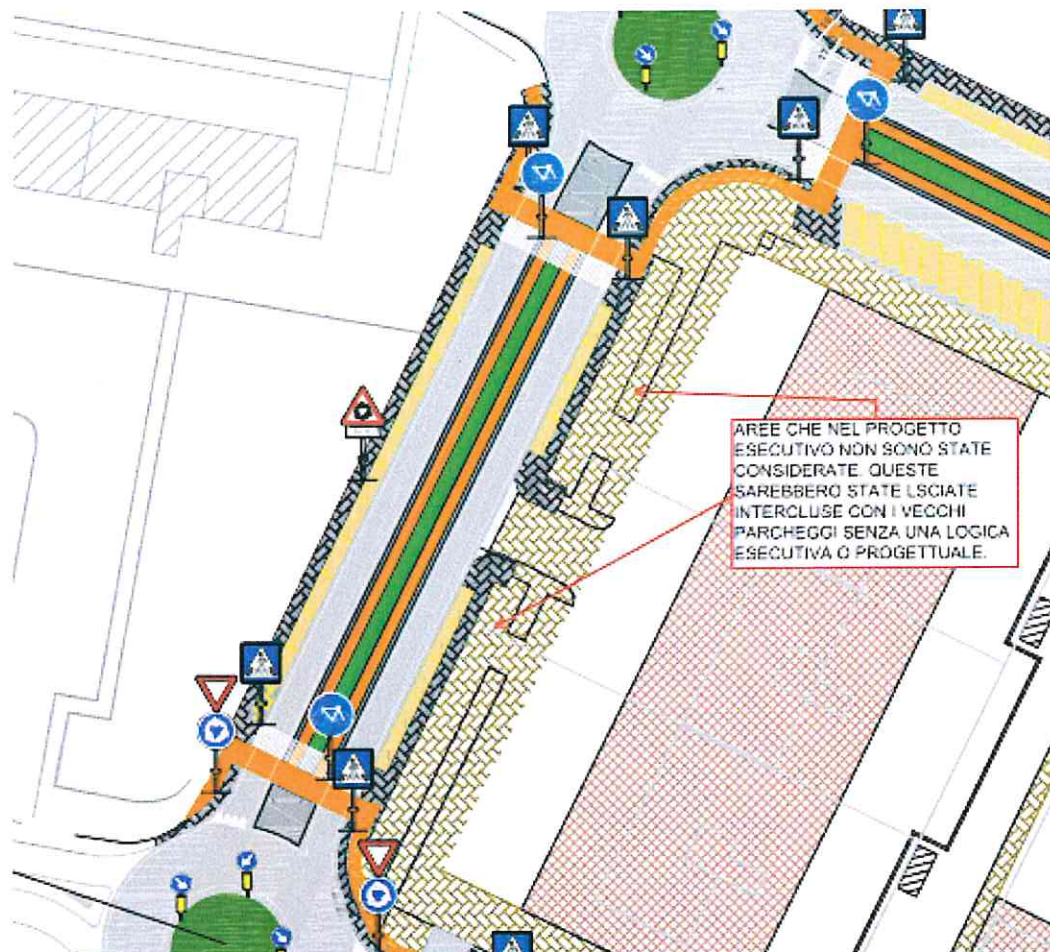 AREE CHE NEL PROGETTO
ESECUTIVO NON SONO STATE
CONSIDERATE. QUESTE
SAREBBERO STATE LSCIATE
INTERCLUSE CON I VECCHI
PARCHEGGI SENZA UNA LOGICA
ESECUTIVA O PROGETTUALE.